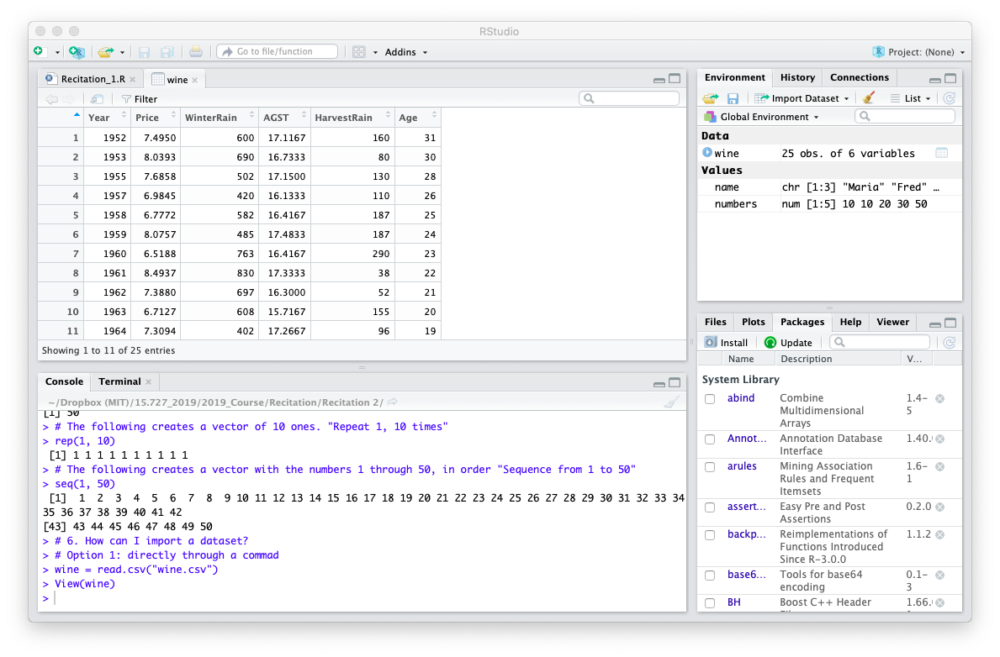 RStudio
Go to file/function Addins Project: (None)
Recitation_1.R wine
Filter
Year Price WinterRain AGST HarvestRain Age
1 1952 7.4950 600 17.1167 160 31
2 1953 8.0393 690 16.7333 80 30
3 1955 7.6858 502 17.1500 130 28
4 1957 6.9845 420 16.1333 110 26
5 1958 6.7772 582 16.4167 187 25
6 1959 8.0757 485 17.4833 187 24
7 1960 6.5188 763 16.4167 290 23
8 1961 8.4937 830 17.3333 38 22
9 1962 7.3880 697 16.3000 52 21
10 1963 6.7127 608 15.7167 155 20
11 1964 7.3094 402 17.2667 96 19
Showing 1 to 11 of 25 entries
Console Terminal
~/Dropbox (MIT)/15.727_2019/2019_Course/Recitation/Recitation 2/
[1] 50
> # The following creates a vector of 10 ones. "Repeat 1, 10 times"
> rep(1, 10)
[1] 1 1 1 1 1 1 1 1 1 1
> # The following creates a vector with the numbers 1 through 50, in order "Sequence from 1 to 50"
> seq(1, 50)
[1] 1 2 3 4 5 6 7 8 9 10 11 12 13 14 15 16 17 18 19 20 21 22 23 24 25 26 27 28 29 30 31 32 33 34
35 36 37 38 39 40 41 42
[43] 43 44 45 46 47 48 49 50
> # 6. How can I import a dataset?
> # Option 1: directly through a commad
> wine = read.csv("wine.csv")
> View(wine)
>
Environment History Connections
Import Dataset List
Global Environment
Data
wine 25 obs. of 6 variables
Values
name chr [1:3] "Maria" "Fred" …
numbers num [1:5] 10 10 20 30 50
Files Plots Packages Help Viewer
Install Update
Name Description V...
System Library
abind Combine 1.4-
Multidimensional 5
Arrays
Annot... Annotation Database 1.40.
Interface
arules Mining Association 1.6-
Rules and Frequent 1
Itemsets
assert... Easy Pre and Post 0.2.0
Assertions
backp... Reimplementations of 1.1.2
Functions Introduced
Since R-3.0.0
base6... Tools for base64 0.1-
encoding 3
BH Boost C++ Header 1.66.